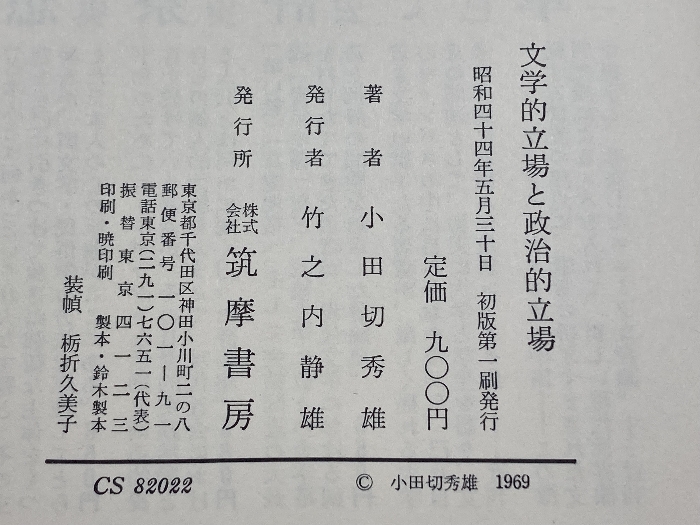 文学的立場と政治的立場
昭和四十四年五月三十日 初版第一刷発行
定価 九〇〇円
著者 小田切秀雄
発行者 竹之内静雄
発行所 株式会社 筑摩書房
東京都千代田区神田小川町二の八
郵便番号 一〇一—九一
電話東京(二九一)七六五一(代表)
振替東京四一二三
印刷・暁印刷 製本・鈴木製本
装幀 栃折久美子
CS 82022
© 小田切秀雄 1969